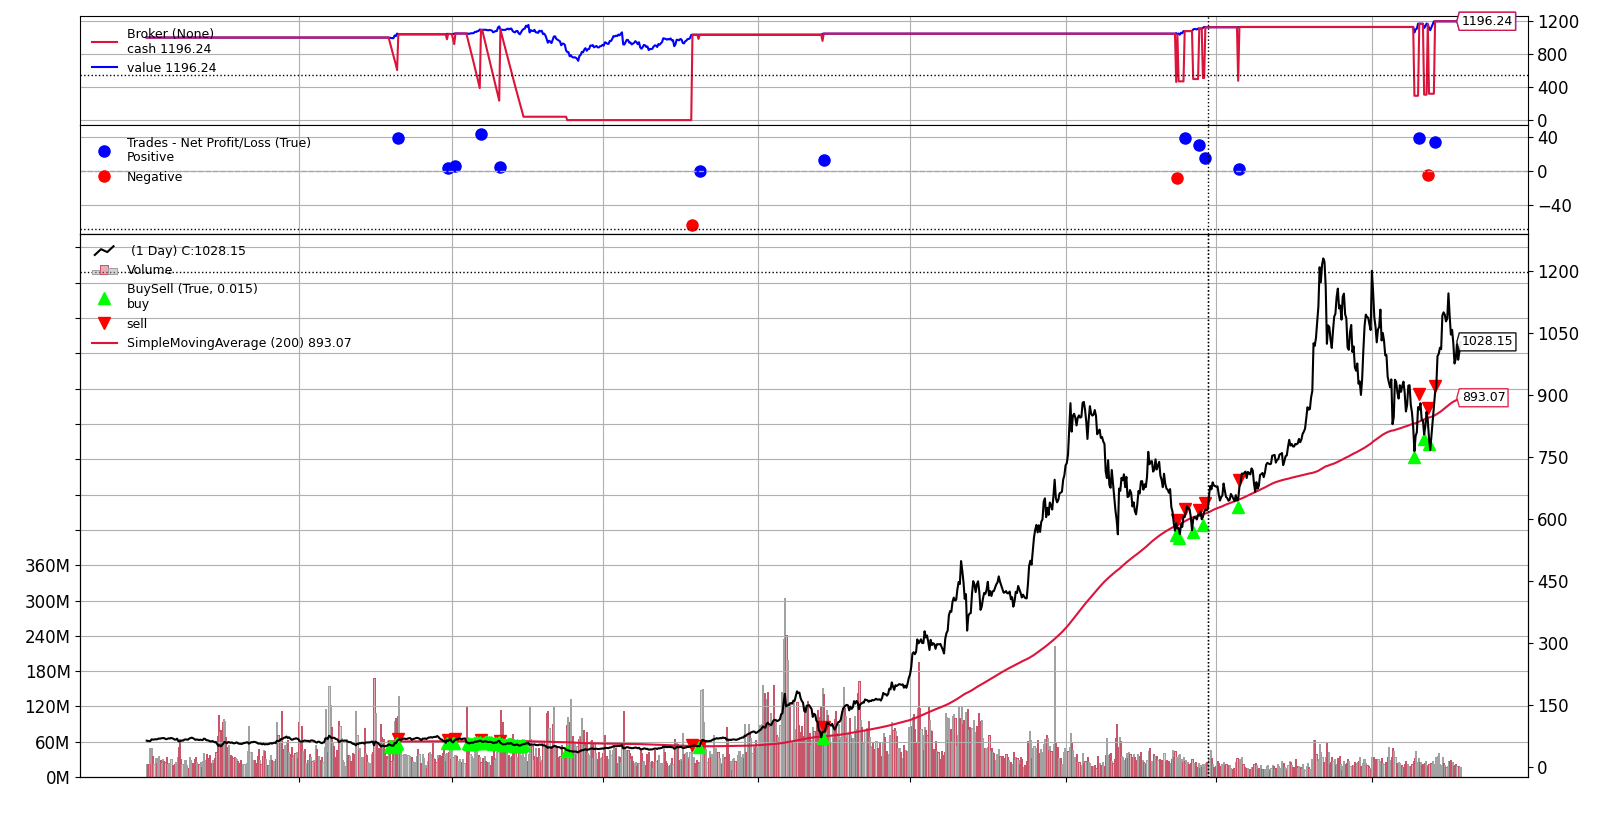 Broker (None)
cash 1196.24
value 1196.24
1196.24
1200
800
400
0
Trades - Net Profit/Loss (True)
Positive
Negative
40
0
−40
(1 Day) C:1028.15
Volume
BuySell (True, 0.015)
buy
sell
SimpleMovingAverage (200) 893.07
1028.15
893.07
1200
1050
900
750
600
450
300
150
0
360M
300M
240M
180M
120M
60M
0M